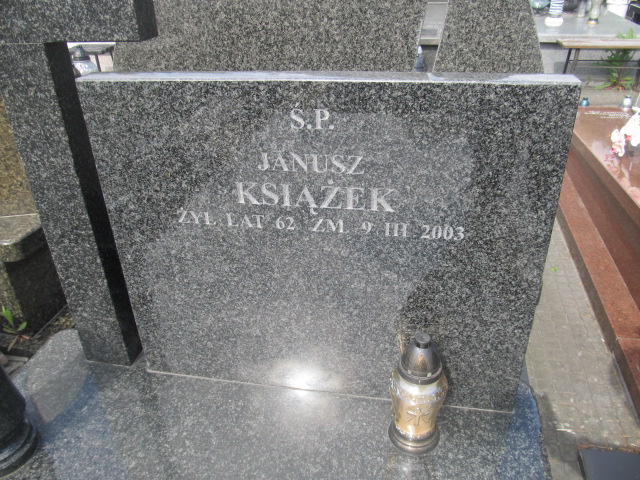 Ś.P.
JANUSZ
KSIĄŻEK
ŻYŁ LAT 62 ZM. 9 III 2003